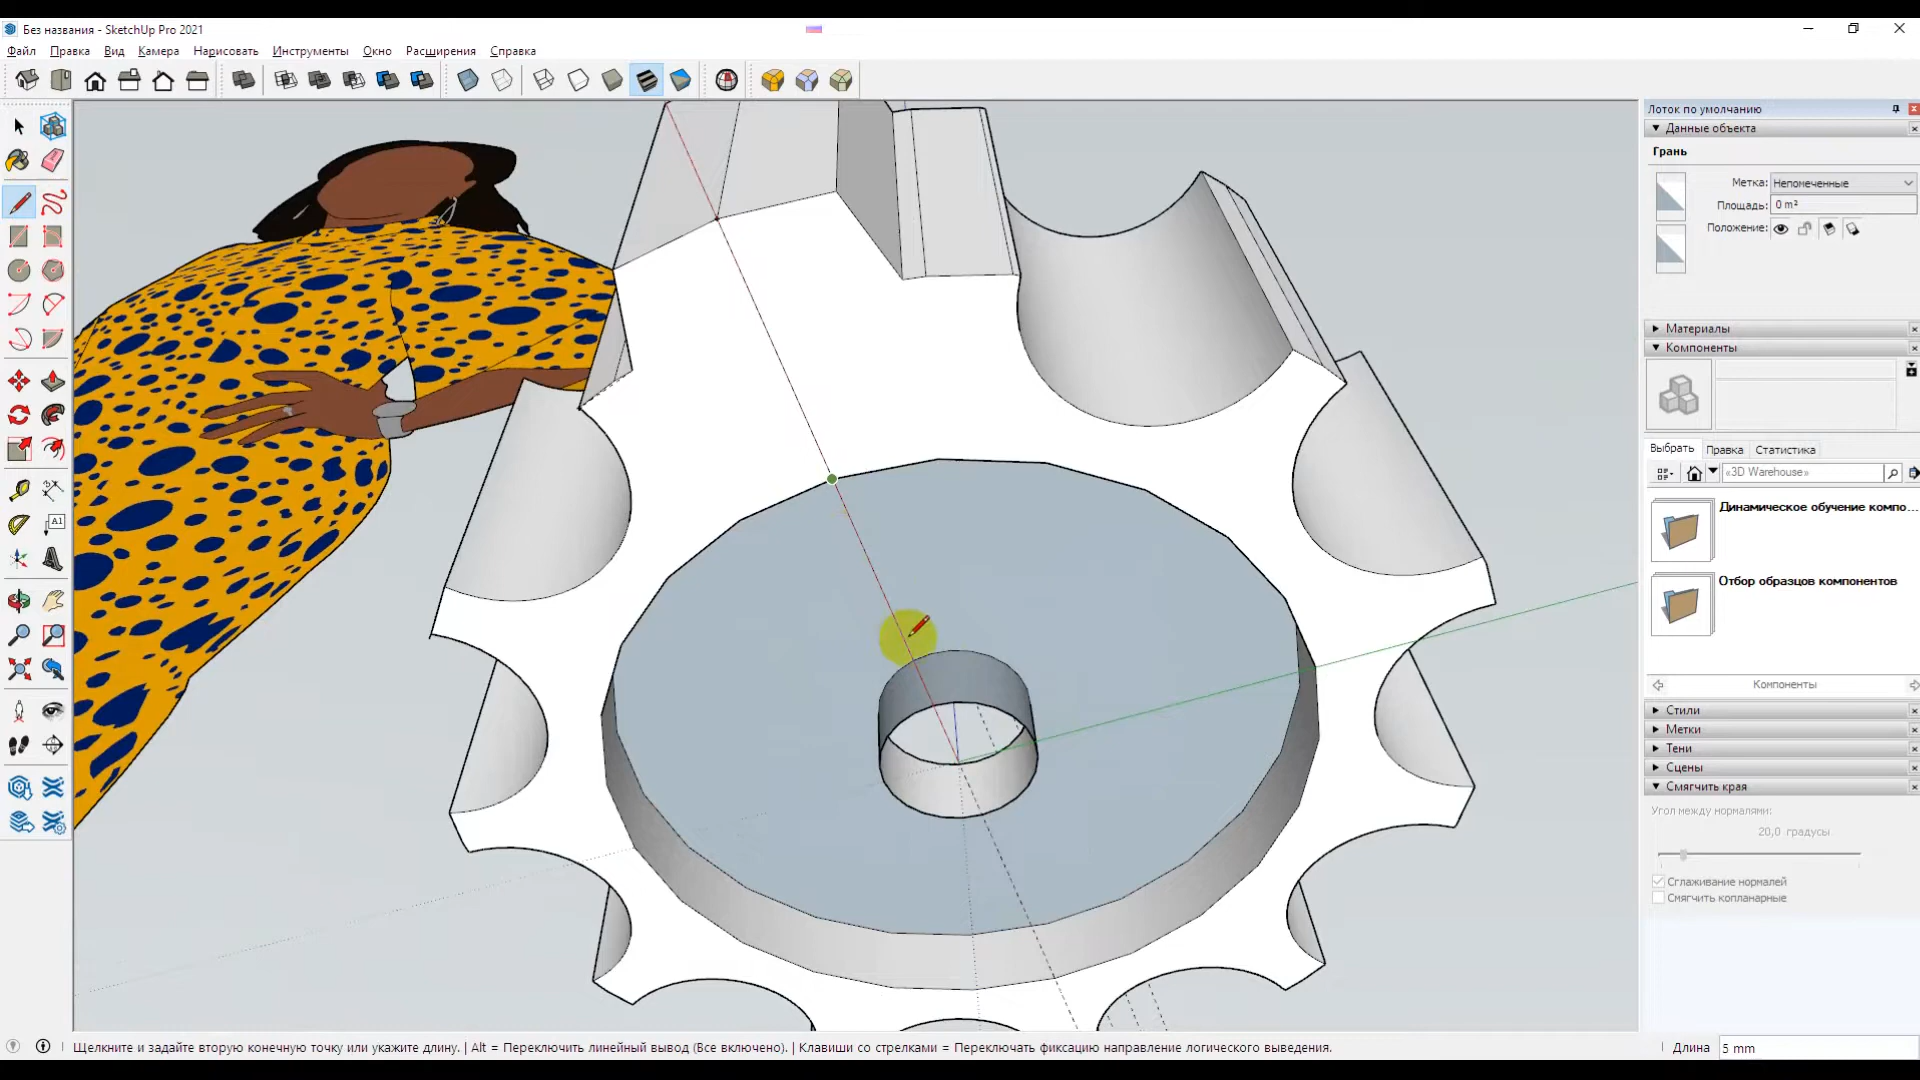 Без названия - SketchUp Pro 2021
Файл Правка Вид Камера Нарисовать Инструменты Окно Расширения Справка
A1
Лоток по умолчанию
Данные объекта
Грань
Метка: Непомеченные
Площадь: 0 m²
Положение:
Материалы
Компоненты
Выбрать Правка Статистика
«3D Warehouse»
Динамическое обучение компо...
Отбор образцов компонентов
Компоненты
Стили
Метки
Тени
Сцены
Смягчить края
Угол между нормалями:
20,0 градусы
Сглаживание нормалей
Смягчить копланарные
Щелкните и задайте вторую конечную точку или укажите длину. | Alt = Переключить линейный вывод (Все включено). | Клавиши со стрелками = Переключать фиксацию направление логического выведения.
Длина 5 mm